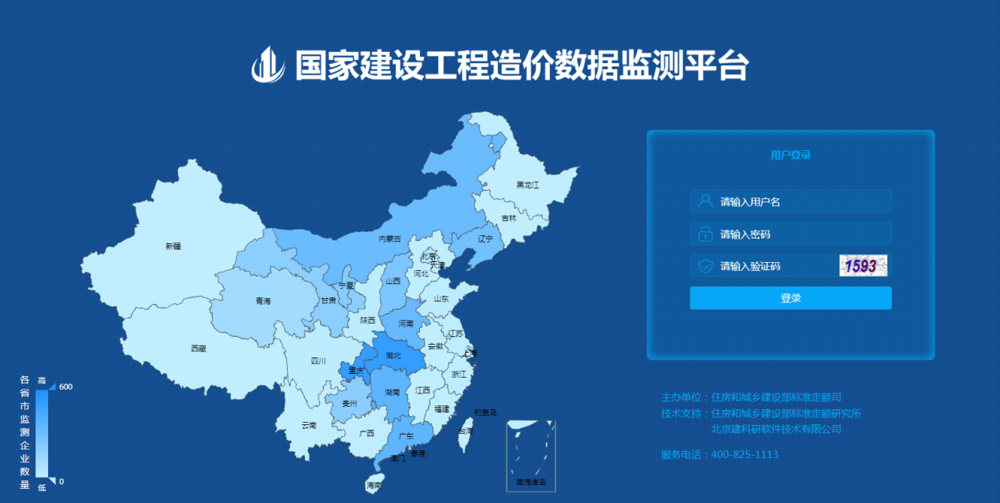 国家建设工程造价数据监测平台
用户登录
请输入用户名
请输入密码
请输入验证码
1593
登录
黑龙江
吉林
辽宁
内蒙古
新疆
北京
天津
河北
山西
宁夏
山东
青海
甘肃
陕西
河南
江苏
安徽
上海
西藏
四川
湖北
重庆
浙江
湖南
江西
贵州
福建
钓鱼岛
云南
广西
广东
台湾
香港
澳门
海南
南海诸岛
各省市监测企业数量
高
600
0
低
主办单位：住房和城乡建设部标准定额司
技术支持：住房和城乡建设部标准定额研究所
北京建科研软件技术有限公司
服务电话：400-825-1113